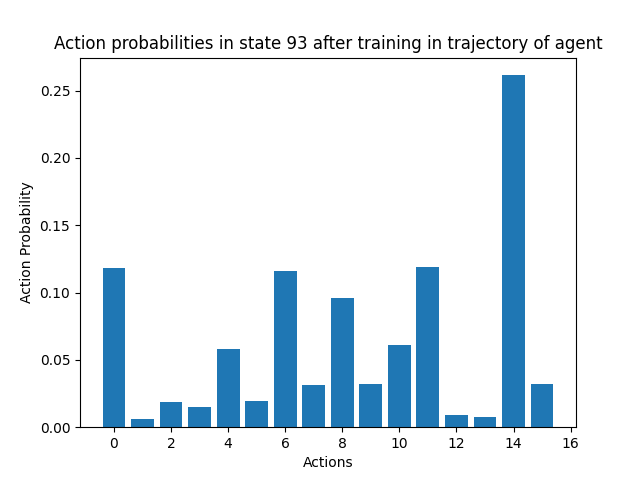 Action probabilities in state 93 after training in trajectory of agent
0.25
0.20
0.15
0.10
0.05
0.00
Action Probability
0 2 4 6 8 10 12 14 16
Actions